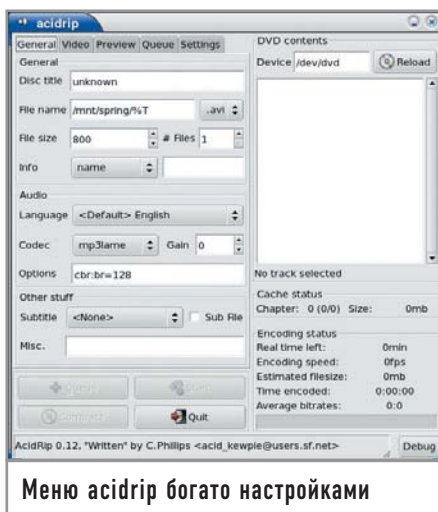 acidrip
General Video Preview Queue Settings
General
Disc title unknown
File name /mnt/spring/%T .avi
File size 800 # Files 1
Info name
Audio
Language <Default> English
Codec mp3lame Gain 0
Options cbr:br=128
Other stuff
Subtitle <None> Sub File
Misc.
Queue Start
Quit
DVD contents
Device /dev/dvd Reload
No track selected
Cache status
Chapter: 0 (0/0) Size: 0mb
Encoding status
Real time left: 0min
Encoding speed: 0fps
Estimated filesize: 0mb
Time encoded: 0:00:00
Average bitrates: 0:0
AcidRip 0.12, "Written" by C.Phillips <acid_kewpie@users.sf.net> Debug
Меню acidrip богато настройками